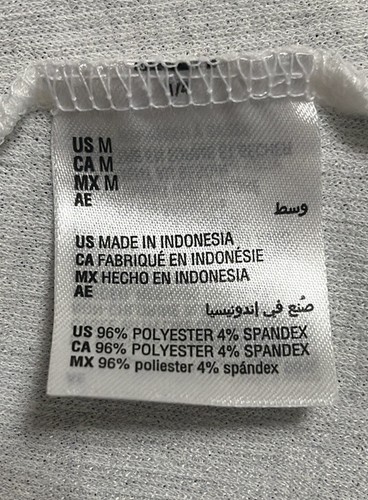 US M
CA M
MX M
AE
وسط
US MADE IN INDONESIA
CA FABRIQUÉ EN INDONÉSIE
MX HECHO EN INDONESIA
AE
صُنع في إندونيسيا
US 96% POLYESTER 4% SPANDEX
CA 96% POLYESTER 4% SPANDEX
MX 96% poliester 4% spándex